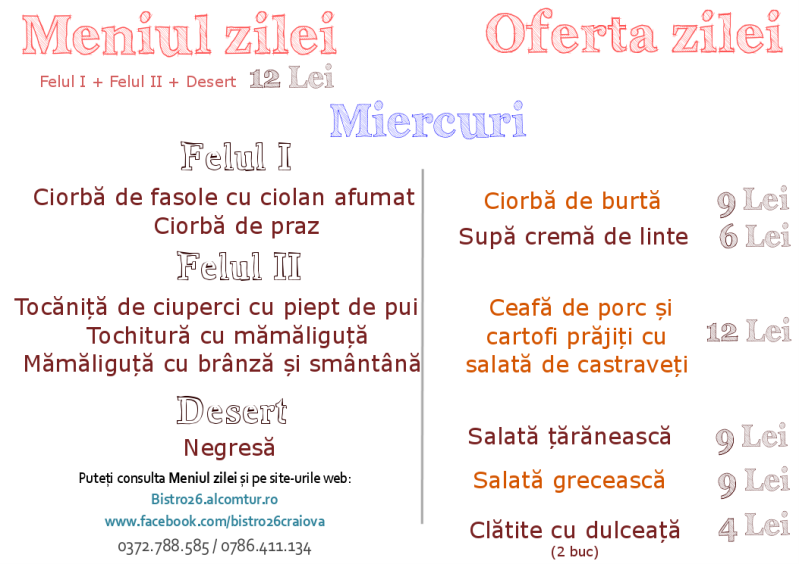 Meniul zilei
Felul I + Felul II + Desert 12 Lei
Oferta zilei
Miercuri
Felul I
Ciorbă de fasole cu ciolan afumat
Ciorbă de praz
Felul II
Tocăniță de ciuperci cu piept de pui
Tochitură cu mămăliguță
Mămăliguță cu brânză și smântână
Desert
Negresă
Puteți consulta Meniul zilei și pe site-urile web:
Bistro26.alcomtur.ro
www.facebook.com/bistro26craiova
0372.788.585 / 0786.411.134
Ciorbă de burtă 9 Lei
Supă cremă de linte 6 Lei
Ceafă de porc și
cartofi prăjiți cu 12 Lei
salată de castraveți
Salată țărănească 9 Lei
Salată grecească 9 Lei
Clătite cu dulceață 4 Lei
(2 buc)